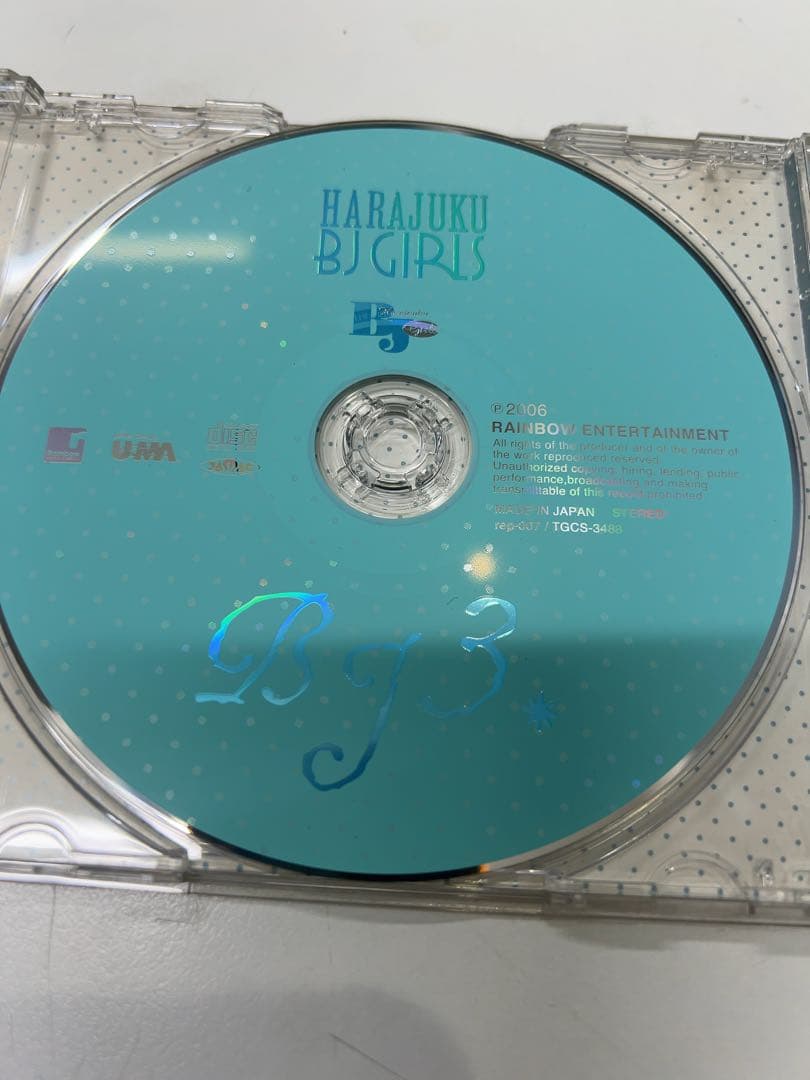 HARAJUKU
BJ GIRLS
BJ
UMA
℗2006
RAINBOW ENTERTAINMENT
All rights of the producer and of the owner of
the work reproduced reserved.
Unauthorized copying, hiring, lending, public
performance,broadcasting and making
transmittable of this record prohibited.
MADE IN JAPAN STEREO
rep-007 / TGCS-3488
BJ3.